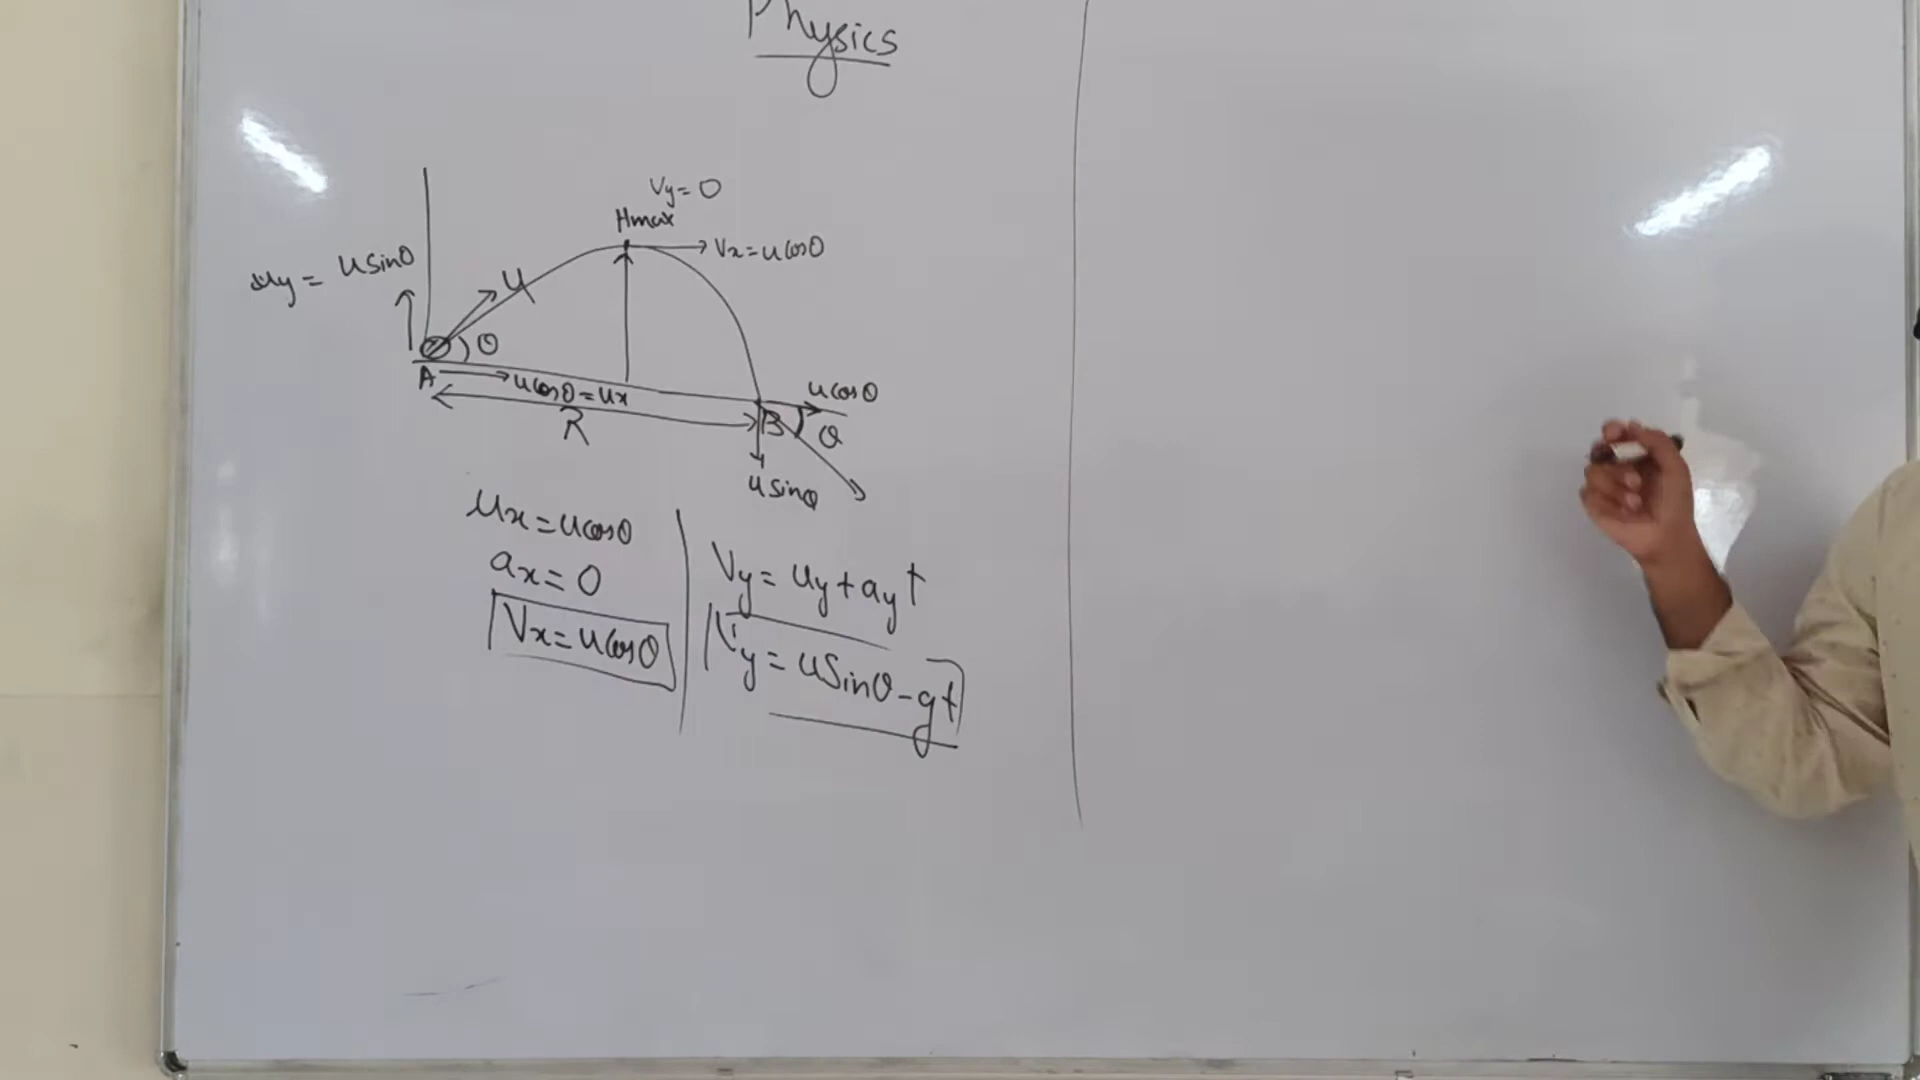 Physics
Vy = 0
Hmax
Vx = u cosθ
uy = u sinθ
u
θ
A
u cosθ = ux
R
B
u cosθ
θ
u sinθ
ux = u cosθ
ax = 0
Vx = u cosθ
Vy = uy + ay t
Vy = u Sinθ - gt